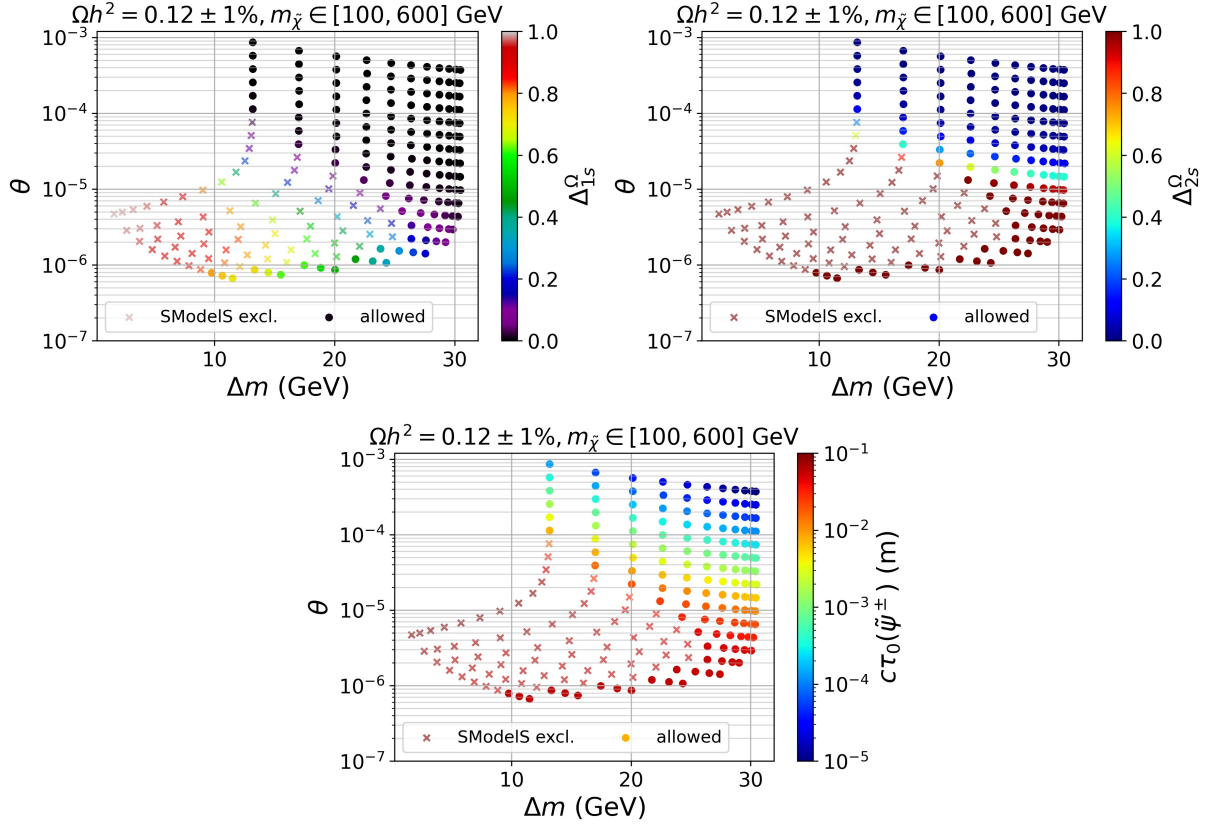 Ωh² = 0.12 ± 1%, m_χ̃ ∈ [100, 600] GeV
10⁻³
10⁻⁴
10⁻⁵
10⁻⁶
10⁻⁷
θ
10 20 30
Δm (GeV)
SModelS excl. allowed
1.0
0.8
0.6
0.4
0.2
0.0
Δ^Ω_1s
Ωh² = 0.12 ± 1%, m_χ̃ ∈ [100, 600] GeV
10⁻³
10⁻⁴
10⁻⁵
10⁻⁶
10⁻⁷
θ
10 20 30
Δm (GeV)
SModelS excl. allowed
1.0
0.8
0.6
0.4
0.2
0.0
Δ^Ω_2s
Ωh² = 0.12 ± 1%, m_χ̃ ∈ [100, 600] GeV
10⁻³
10⁻⁴
10⁻⁵
10⁻⁶
10⁻⁷
θ
10 20 30
Δm (GeV)
SModelS excl. allowed
10⁻¹
10⁻²
10⁻³
10⁻⁴
10⁻⁵
cτ₀(ψ̃^±) (m)